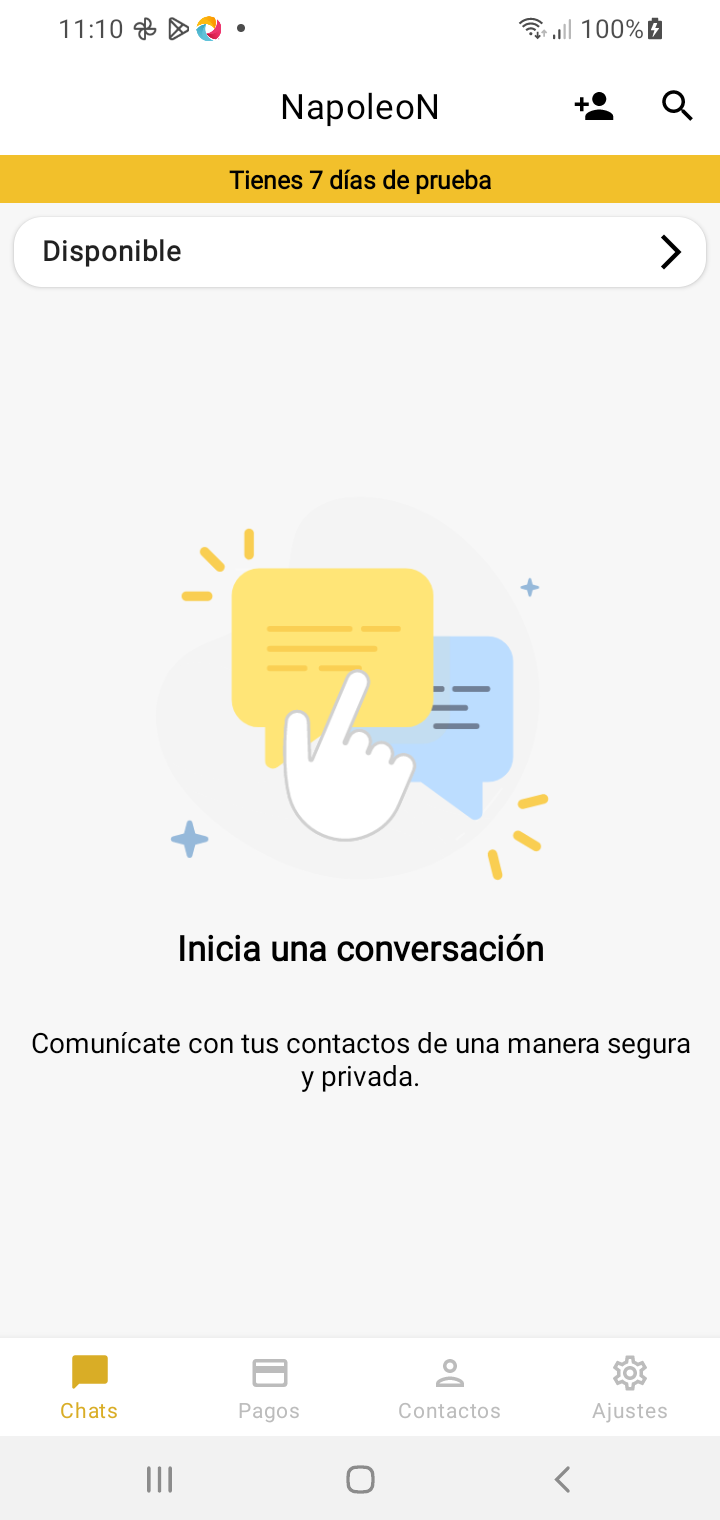 11:10
100%
NapoleoN
Tienes 7 días de prueba
Disponible
Inicia una conversación
Comunícate con tus contactos de una manera segura
y privada.
Chats
Pagos
Contactos
Ajustes